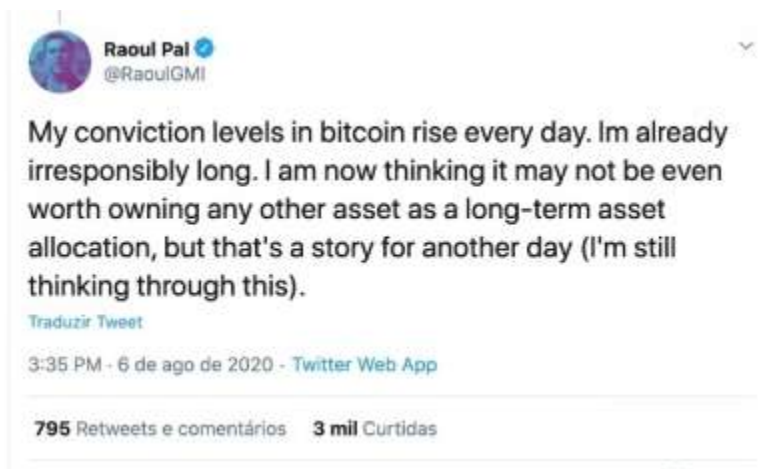 Raoul Pal
@RaoulGMI
My conviction levels in bitcoin rise every day. Im already
irresponsibly long. I am now thinking it may not be even
worth owning any other asset as a long-term asset
allocation, but that's a story for another day (I'm still
thinking through this).
Traduzir Tweet
3:35 PM · 6 de ago de 2020 · Twitter Web App
795 Retweets e comentários 3 mil Curtidas